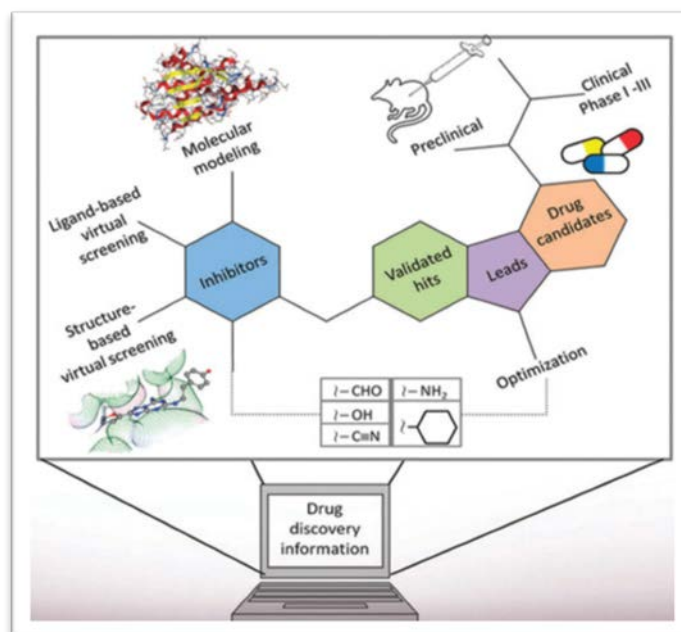 Molecular
modeling
Ligand-based
virtual
screening
Structure-
based
virtual screening
Inhibitors
Validated
hits
Leads
Drug
candidates
Preclinical
Clinical
Phase I -III
Optimization
≀–CHO
≀–NH₂
≀–OH
≀–C≡N
≀–
Drug
discovery
information